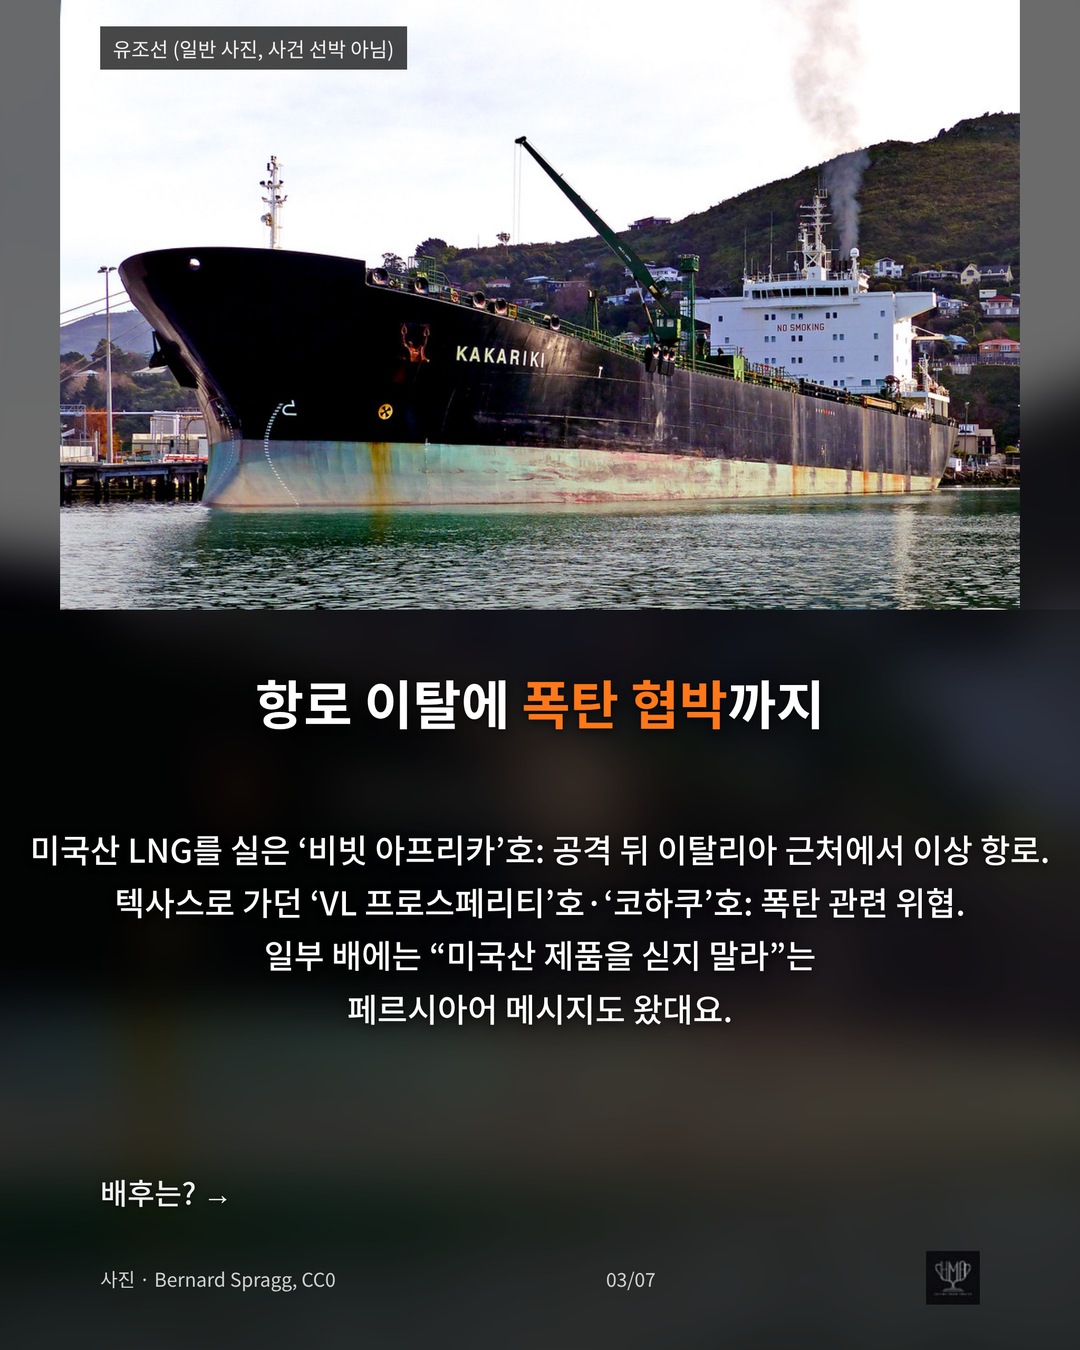 유조선 (일반 사진, 사건 선박 아님)
NO SMOKING
KAKARIKI
항로 이탈에 폭탄 협박까지
미국산 LNG를 실은 ‘비빗 아프리카’호: 공격 뒤 이탈리아 근처에서 이상 항로.
텍사스로 가던 ‘VL 프로스페리티’호·‘코하쿠’호: 폭탄 관련 위협.
일부 배에는 “미국산 제품을 싣지 말라”는
페르시아어 메시지도 왔대요.
배후는? →
사진 · Bernard Spragg, CC0
03/07